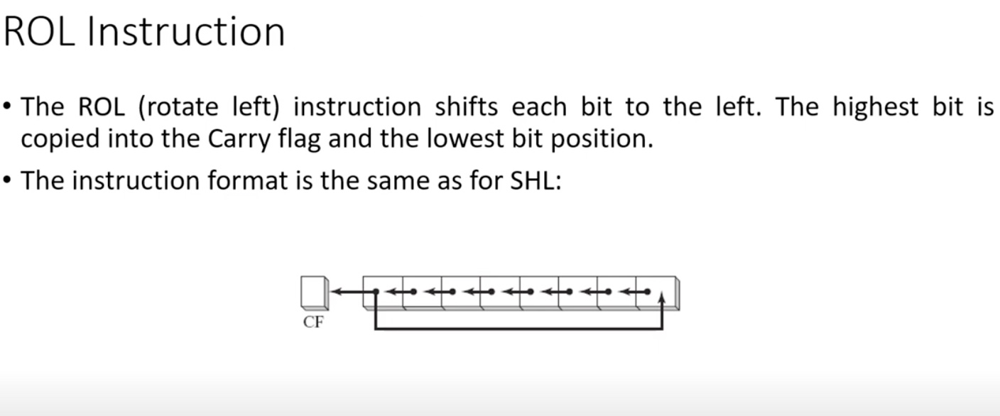 ROL Instruction
• The ROL (rotate left) instruction shifts each bit to the left. The highest bit is
copied into the Carry flag and the lowest bit position.
• The instruction format is the same as for SHL:
CF